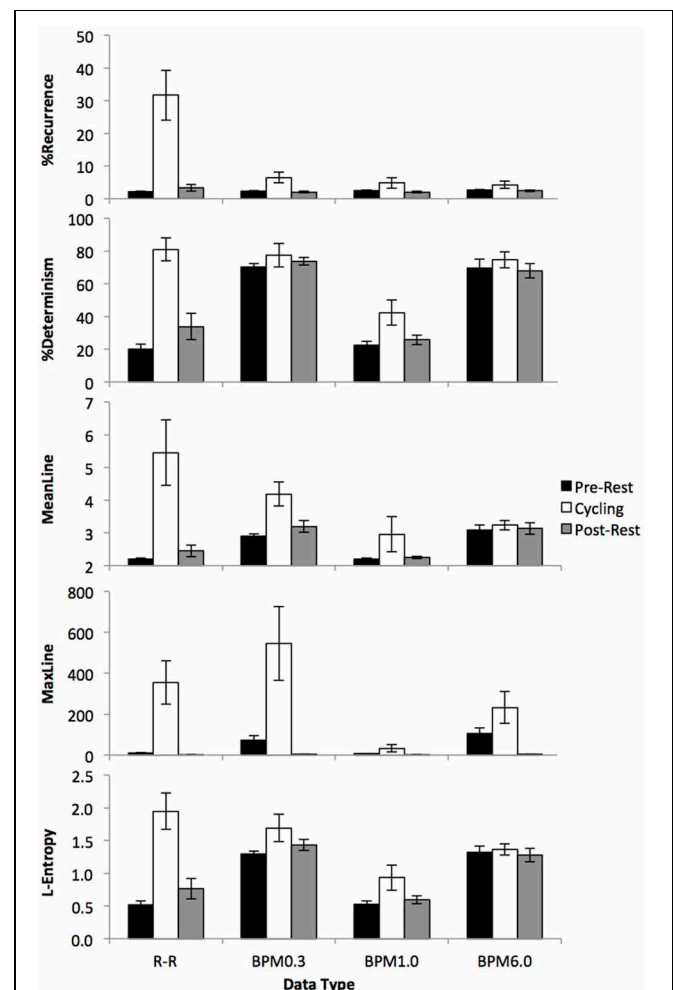 50
40
30
20
10
0
%Recurrence
100
80
60
40
20
0
%Determinism
7
6
5
4
3
2
MeanLine
Pre-Rest
Cycling
Post-Rest
800
600
400
200
0
MaxLine
2.5
2.0
1.5
1.0
0.5
0.0
L-Entropy
R-R BPM0.3 BPM1.0 BPM6.0
Data Type